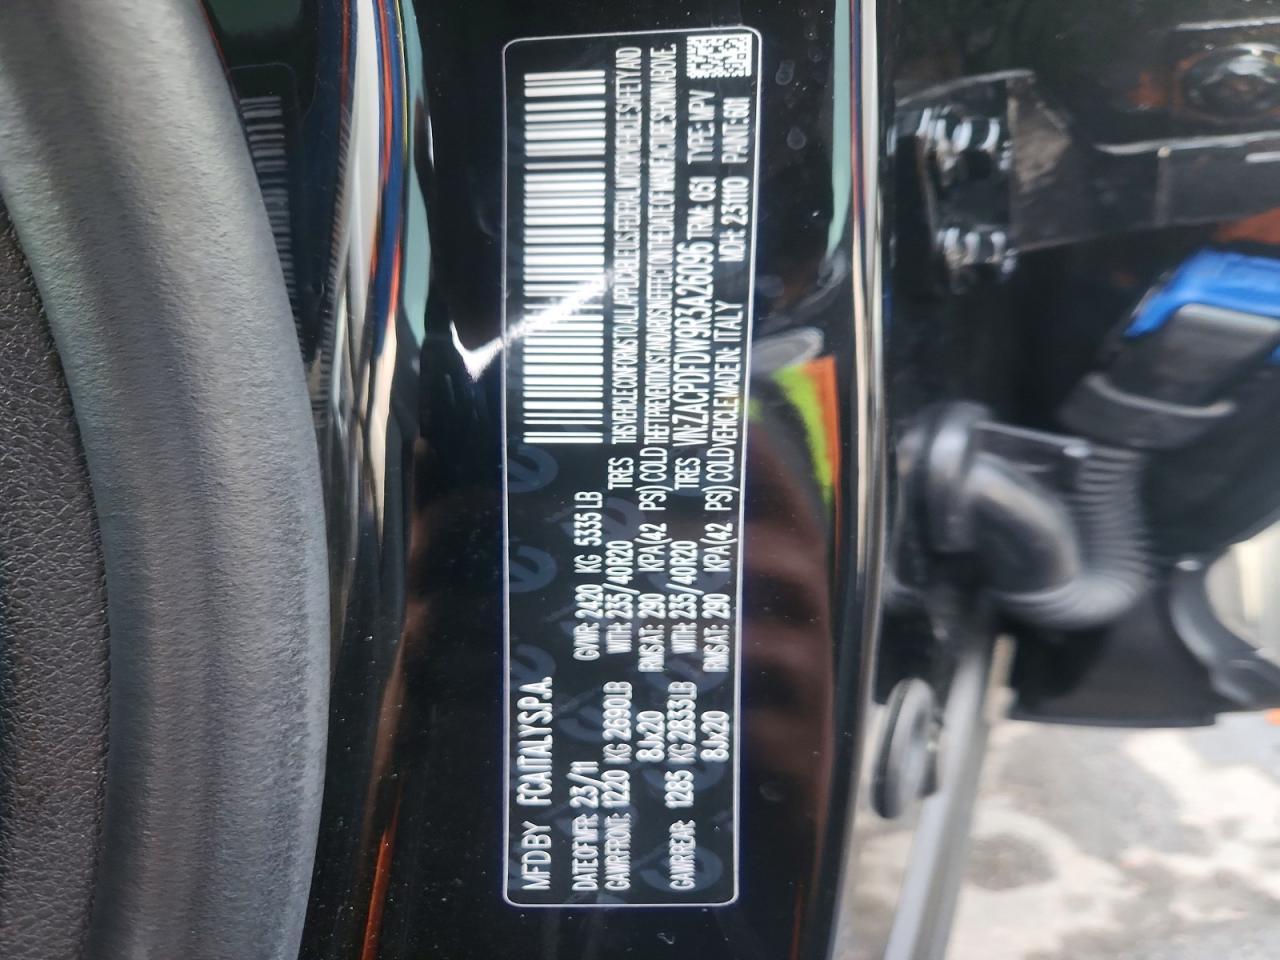 MFD BY FCA ITALY S.P.A.
DATE OF MFR: 23/11 GVWR: 2420 KG 5335 LB
GAWR FRONT: 1220 KG 2690LB WITH: 235/40R20 TIRES
8Jx20 RIMS AT: 290 KPA(42 PSI) COLD
GAWR REAR: 1285 KG 2833LB WITH: 235/40R20 TIRES
8Jx20 RIMS AT: 290 KPA(42 PSI) COLD
THIS VEHICLE CONFORMS TO ALL APPLICABLE U.S. FEDERAL MOTOR VEHICLE SAFETY AND
THEFT PREVENTION STANDARDS IN EFFECT ON THE DATE OF MANUFACTURE SHOWN ABOVE.
VIN: ZACPDFDW9R3A26096 TRIM: 051 TYPE: MPV
VEHICLE MADE IN: ITALY MDH: 231110 PAINT: 601